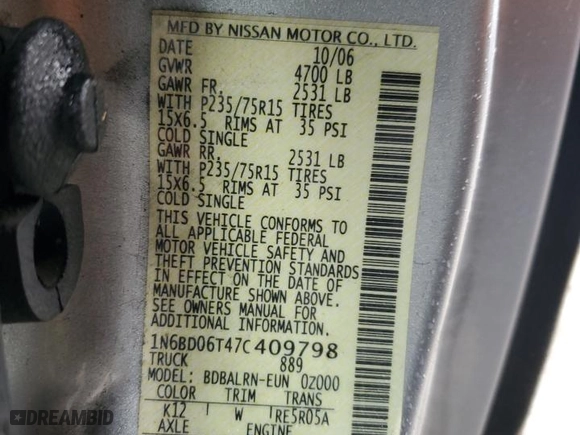 MFD BY NISSAN MOTOR CO., LTD.
DATE 10/06
GVWR 4700 LB
GAWR FR. 2531 LB
WITH P235/75R15 TIRES
15X6.5 RIMS AT 35 PSI
COLD SINGLE
GAWR RR. 2531 LB
WITH P235/75R15 TIRES
15X6.5 RIMS AT 35 PSI
COLD SINGLE
THIS VEHICLE CONFORMS TO
ALL APPLICABLE FEDERAL
MOTOR VEHICLE SAFETY AND
THEFT PREVENTION STANDARDS
IN EFFECT ON THE DATE OF
MANUFACTURE SHOWN ABOVE.
SEE OWNERS MANUAL FOR
ADDITIONAL INFORMATION.
1N6BD06T47C409798
TRUCK 889
MODEL: BDBALRN-EUN 0Z000
COLOR TRIM TRANS
K12 W RE5R05A
AXLE ENGINE
DREAMBID